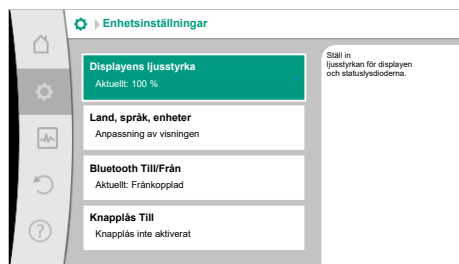 Enhetsinställningar
Displayens ljusstyrka
Aktuellt: 100 %
Land, språk, enheter
Anpassning av visningen
Bluetooth Till/Från
Aktuellt: Frånkopplad
Knapplås Till
Knapplås inte aktiverat
Ställ in
ljusstyrkan för displayen
och statuslysdioderna.
?